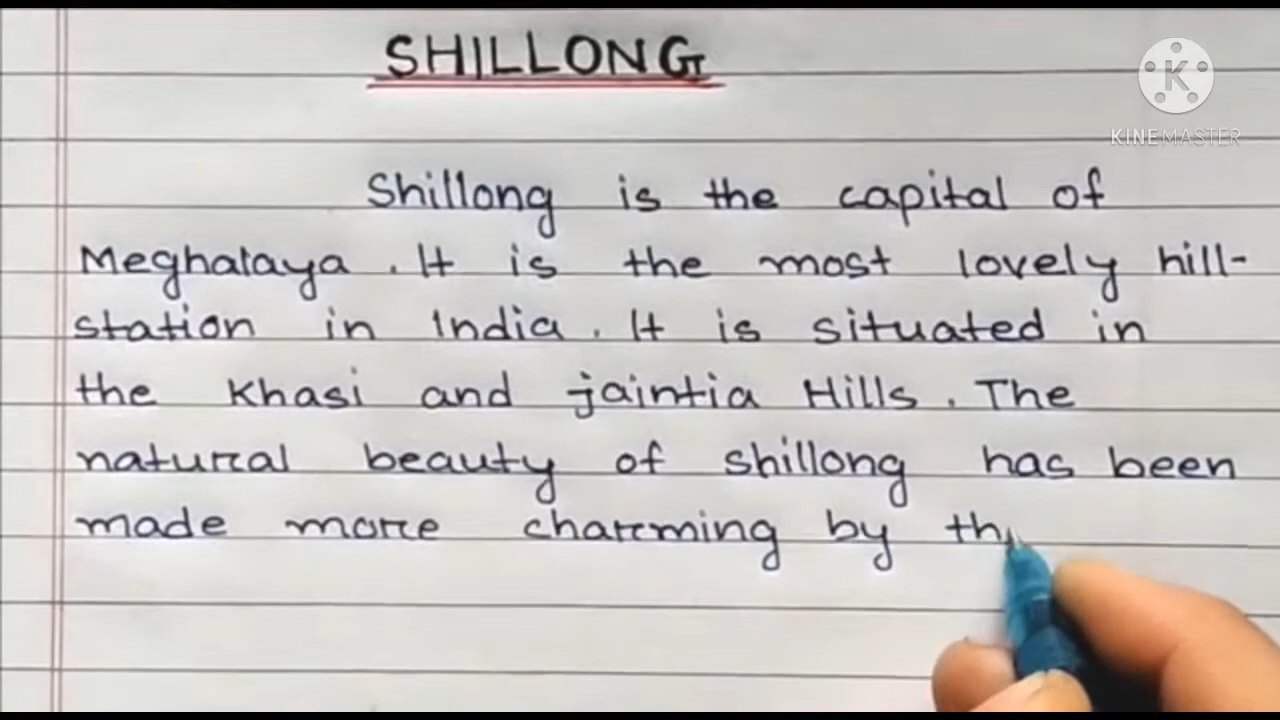 SHILLONG
K
KINEMASTER
Shillong is the capital of
Meghalaya. It is the most lovely hill-
station in India. It is situated in
the Khasi and jaintia Hills. The
natural beauty of shillong has been
made more charming by th